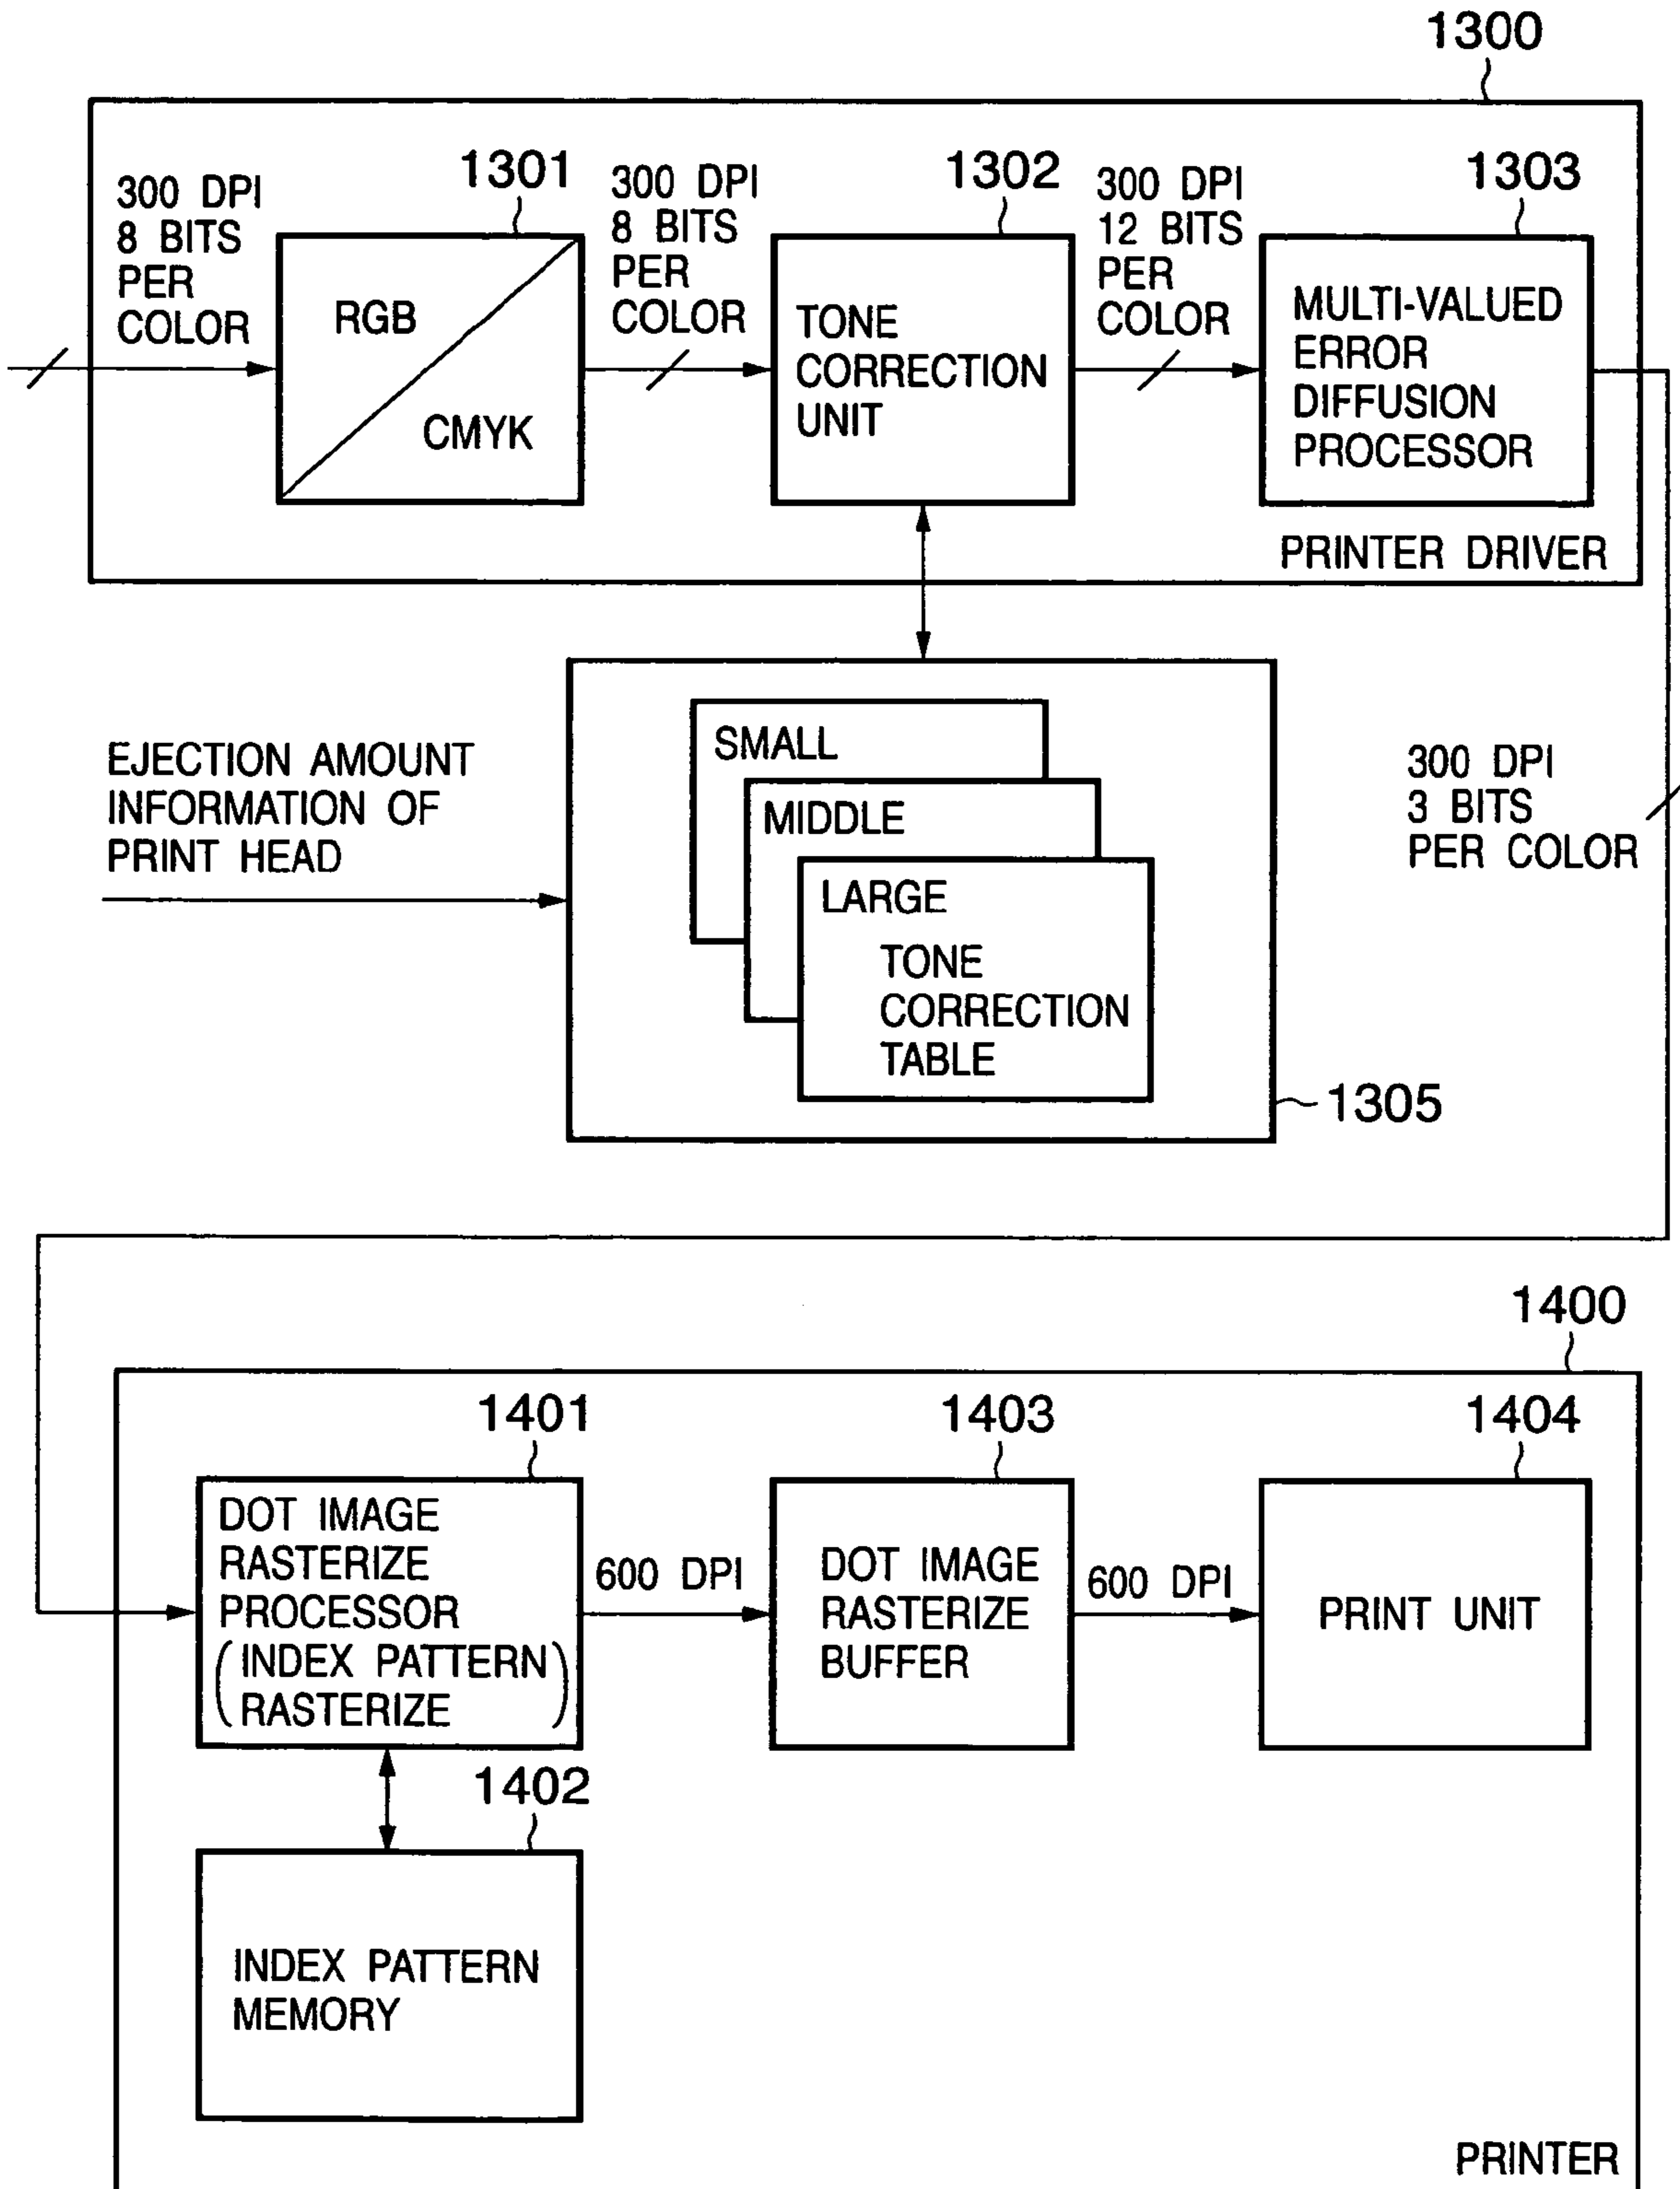 1300
1301
1302
1303
300 DPI
8 BITS
PER
COLOR
RGB
CMYK
300 DPI
8 BITS
PER
COLOR
TONE
CORRECTION
UNIT
300 DPI
12 BITS
PER
COLOR
MULTI-VALUED
ERROR
DIFFUSION
PROCESSOR
PRINTER DRIVER
EJECTION AMOUNT
INFORMATION OF
PRINT HEAD
SMALL
MIDDLE
LARGE
TONE
CORRECTION
TABLE
1305
300 DPI
3 BITS
PER COLOR
1400
1401
1403
1404
DOT IMAGE
RASTERIZE
PROCESSOR
(INDEX PATTERN
RASTERIZE)
600 DPI
DOT IMAGE
RASTERIZE
BUFFER
600 DPI
PRINT UNIT
1402
INDEX PATTERN
MEMORY
PRINTER